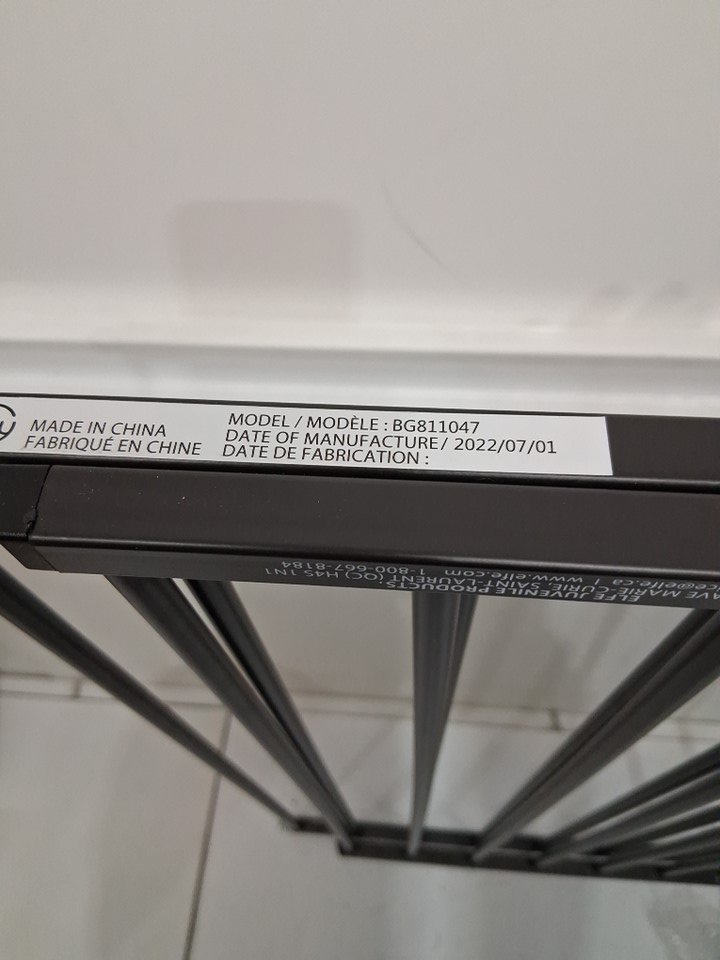 MADE IN CHINA
FABRIQUÉ EN CHINE
MODEL / MODÈLE : BG811047
DATE OF MANUFACTURE / 2022/07/01
DATE DE FABRICATION :
ELFE JUVENILE PRODUCTS.
AVE MARIE-CURIE, SAINT-LAURENT (QC) H4S 1N1
@elfe.ca | www.elfe.com 1-800-667-8184